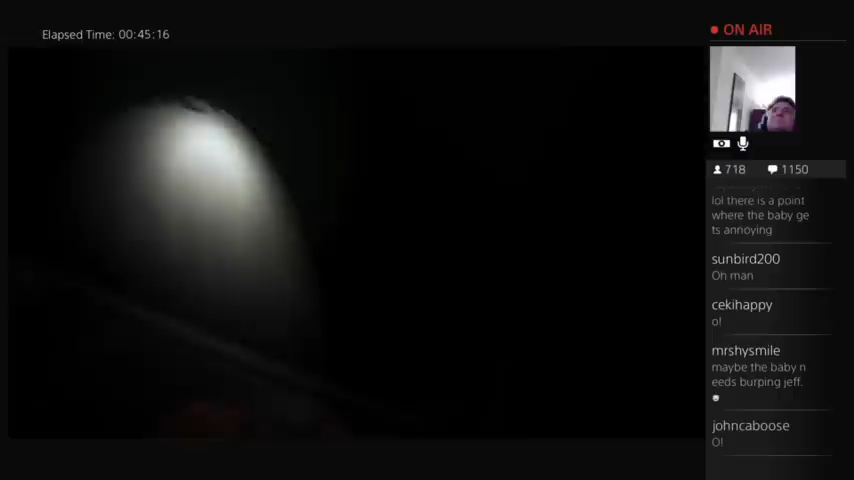 Elapsed Time: 00:45:16
ON AIR
718 1150
lol there is a point
where the baby ge
ts annoying
sunbird200
Oh man
cekihappy
o!
mrshysmile
maybe the baby n
eeds burping jeff.
johncaboose
O!